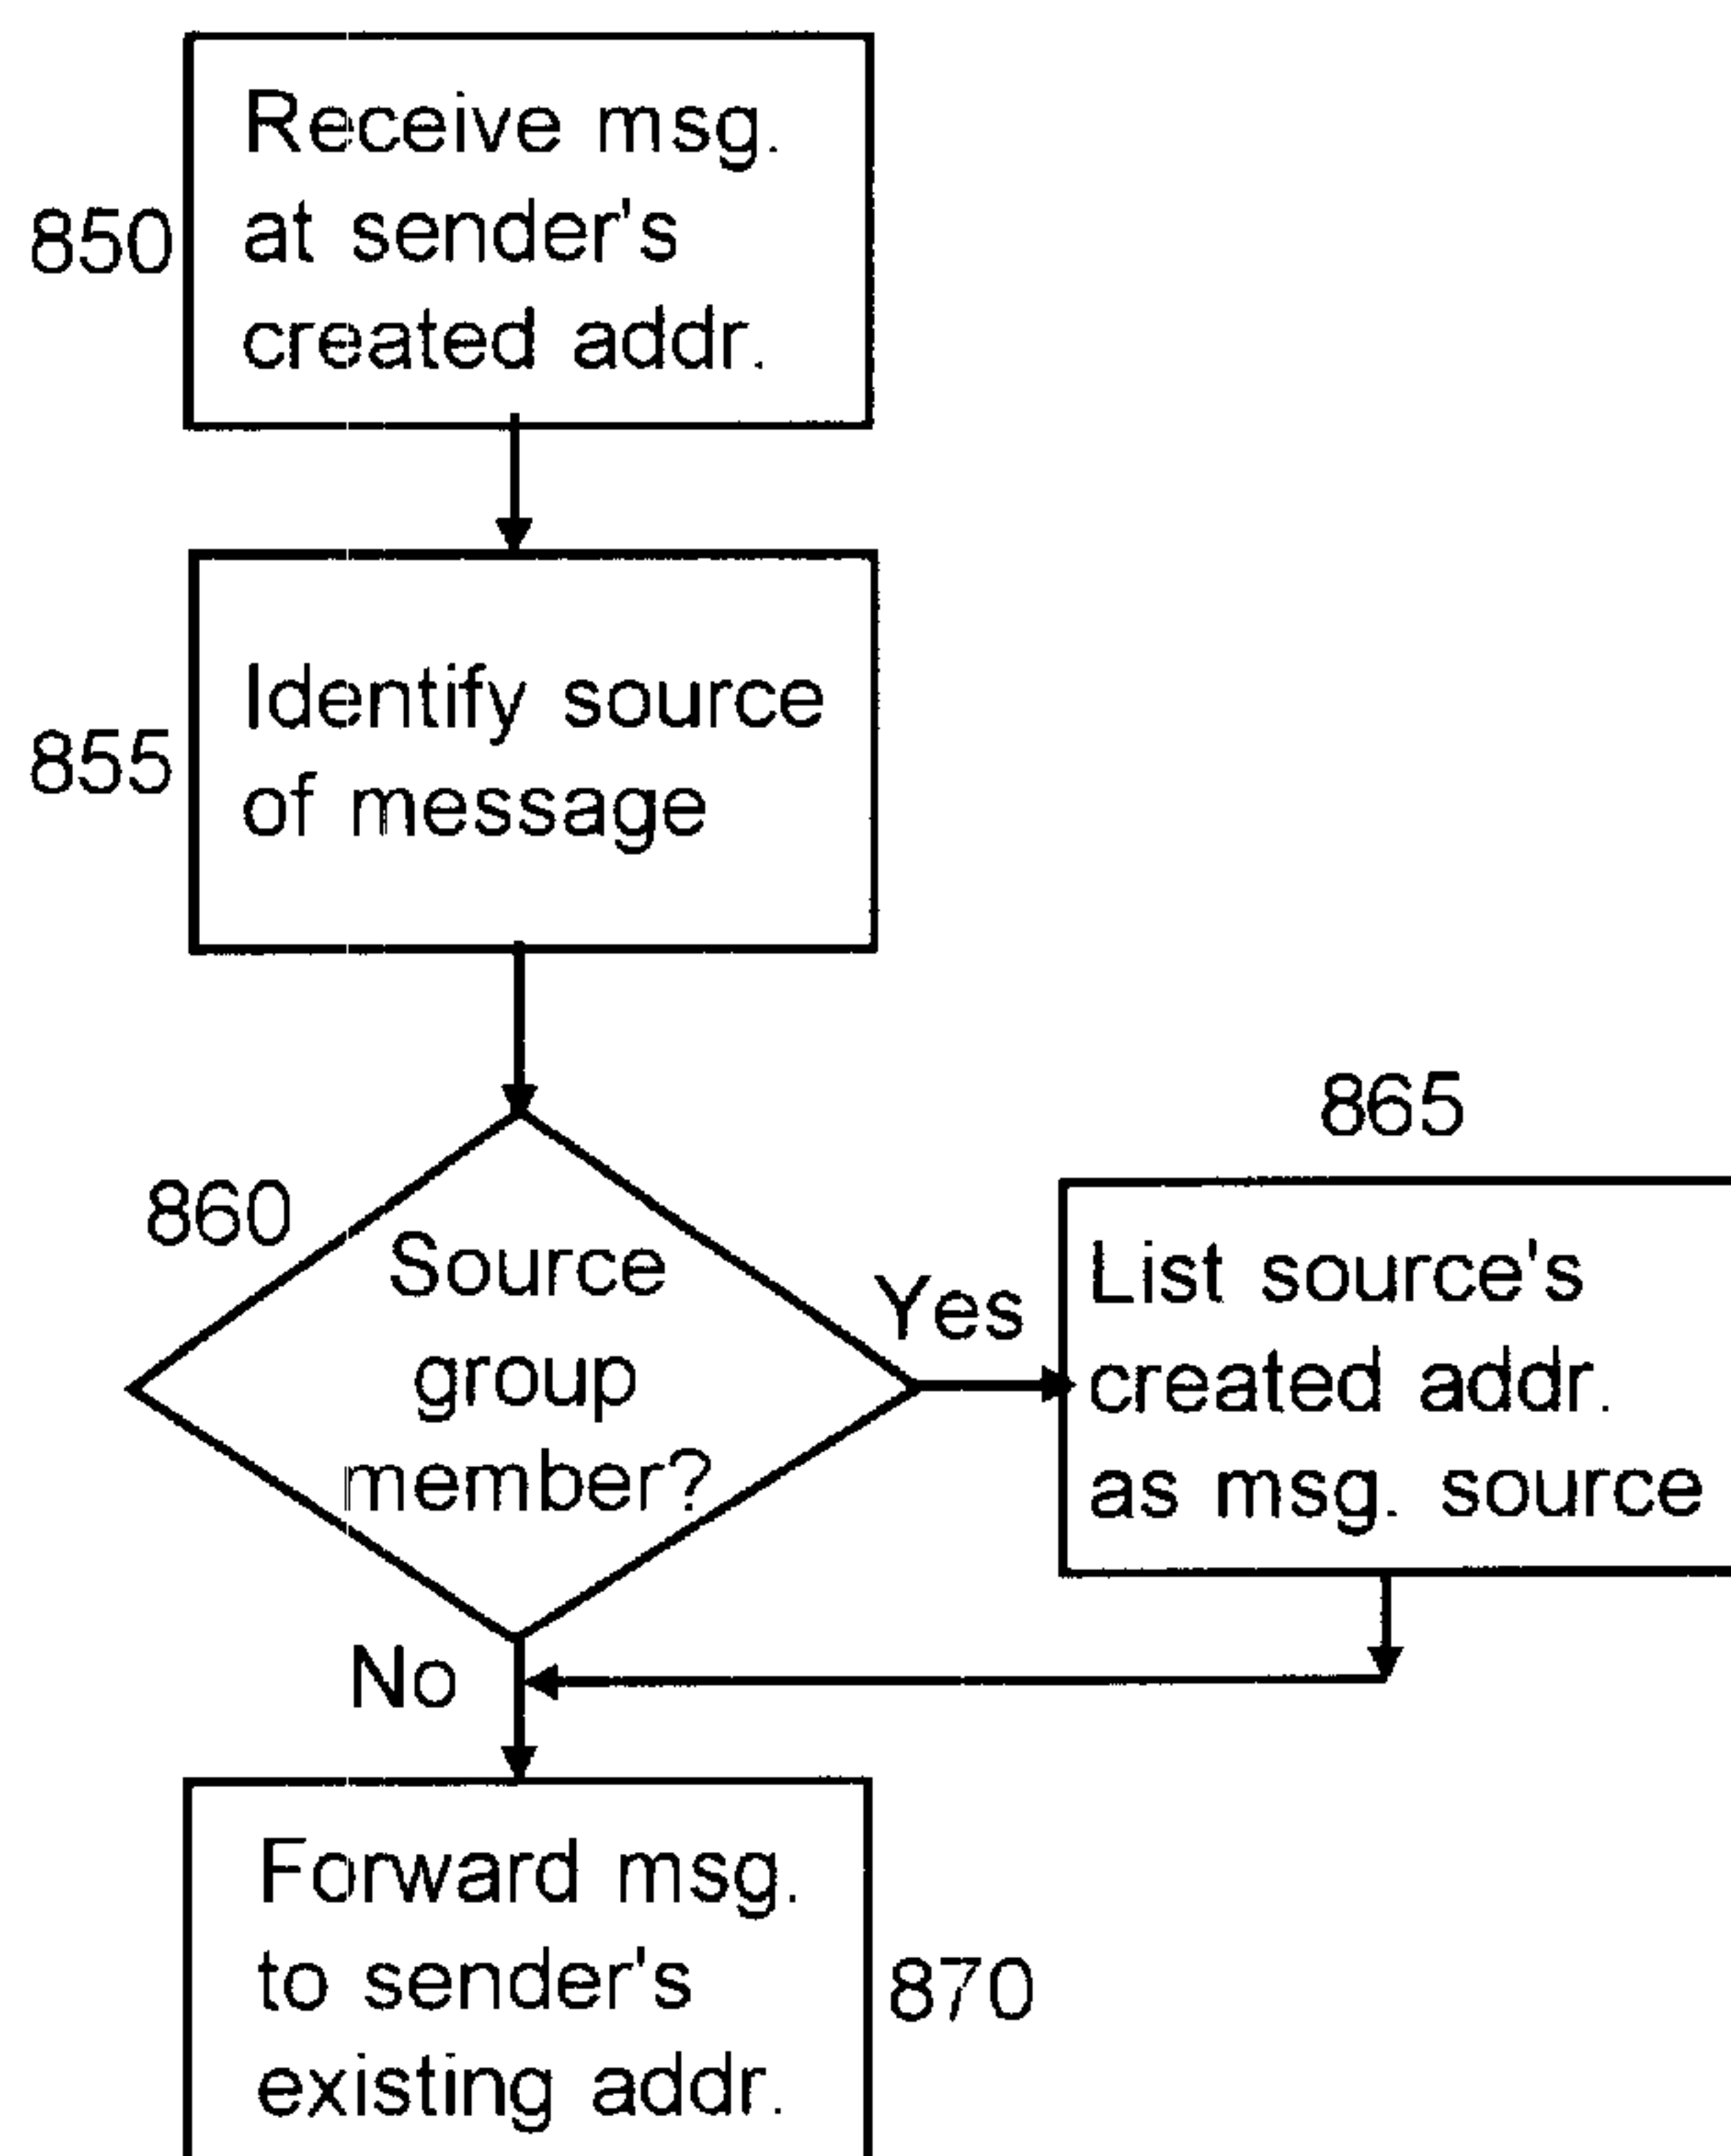 Receive msg.
at sender's
created addr.
850
Identify source
of message
855
860
Source
group
member?
Yes
865
List source's
created addr.
as msg. source
No
Forward msg.
to sender's
existing addr.
870